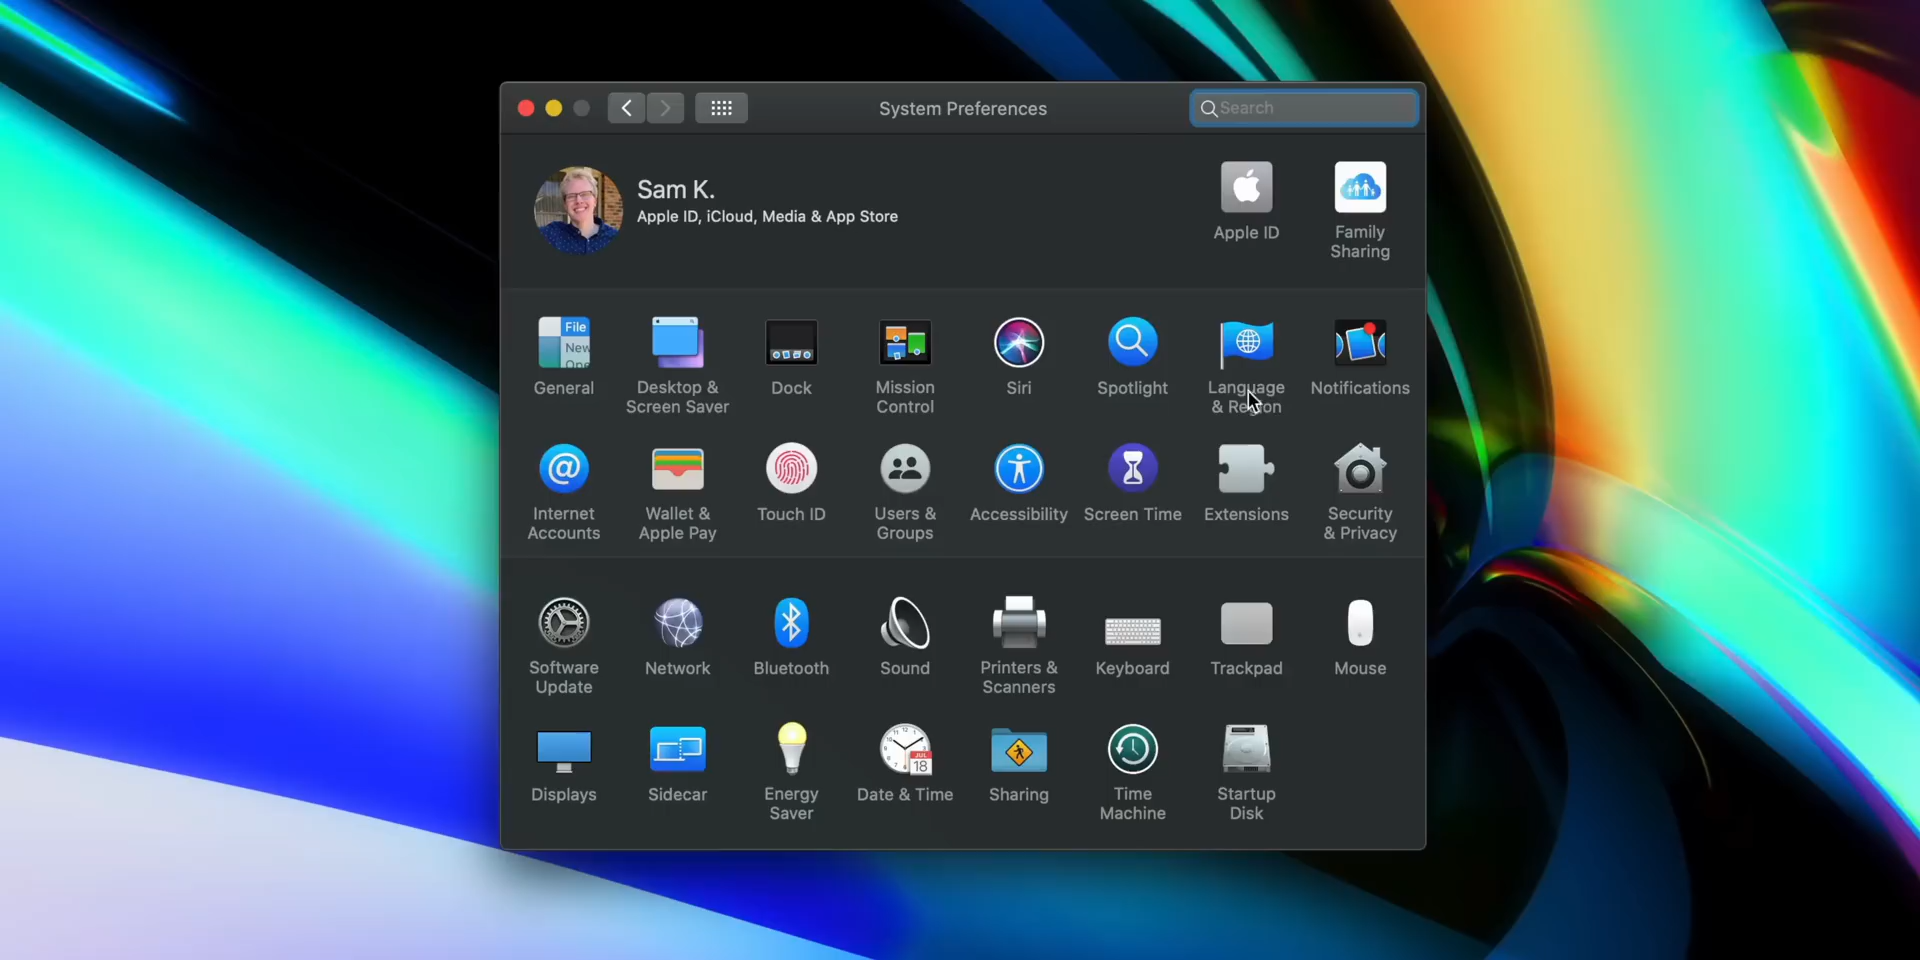 System Preferences
Search
Sam K.
Apple ID, iCloud, Media & App Store
Apple ID
Family
Sharing
File
New
Ope
General
Desktop &
Screen Saver
Dock
Mission
Control
Siri
Spotlight
Language
& Region
Notifications
Internet
Accounts
Wallet &
Apple Pay
Touch ID
Users &
Groups
Accessibility
Screen Time
Extensions
Security
& Privacy
Software
Update
Network
Bluetooth
Sound
Printers &
Scanners
Keyboard
Trackpad
Mouse
Displays
Sidecar
Energy
Saver
JUL
18
Date & Time
Sharing
Time
Machine
Startup
Disk